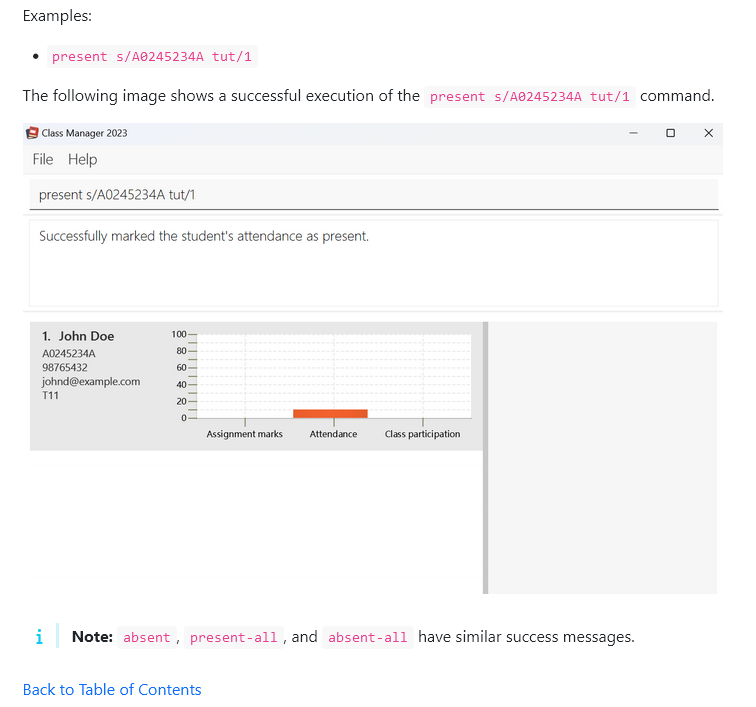 Examples:
• present s/A0245234A tut/1
The following image shows a successful execution of the present s/A0245234A tut/1 command.
Class Manager 2023
File Help
present s/A0245234A tut/1
Successfully marked the student's attendance as present.
1. John Doe
A0245234A
98765432
johnd@example.com
T11
100
80
60
40
20
0
Assignment marks Attendance Class participation
Note: absent, present-all, and absent-all have similar success messages.
Back to Table of Contents